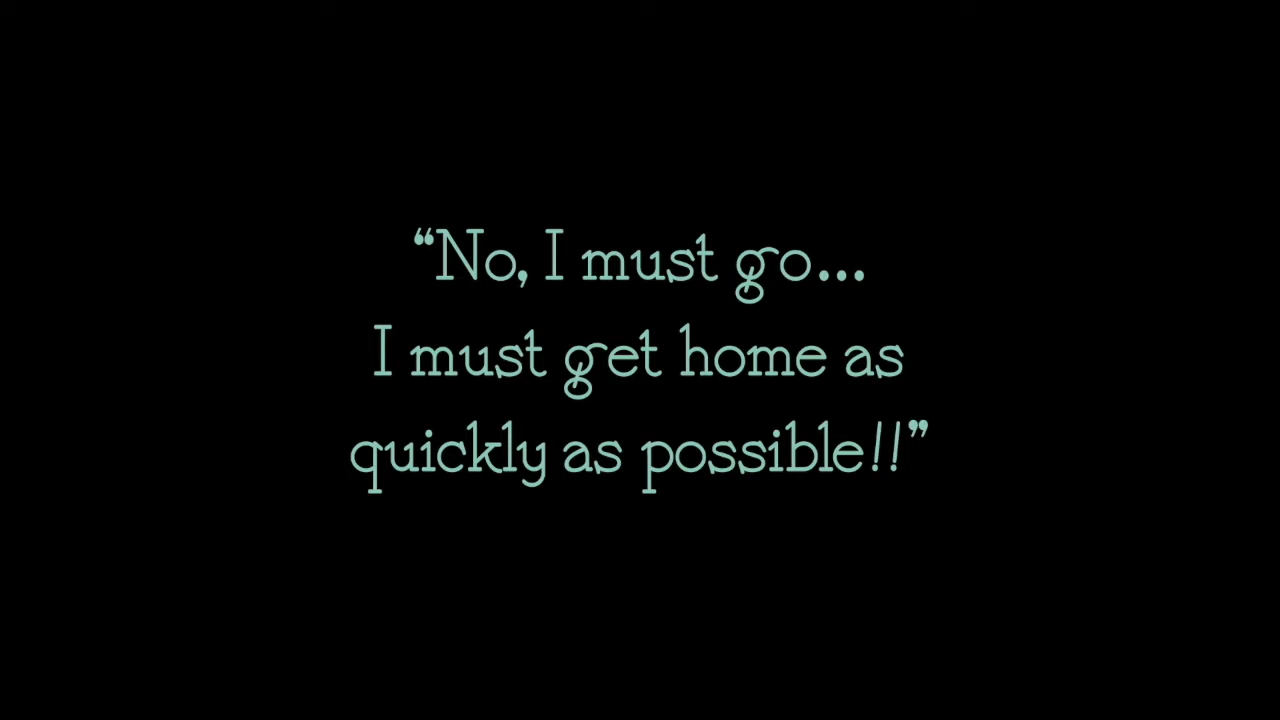 “No, I must go...
I must get home as
quickly as possible!!”